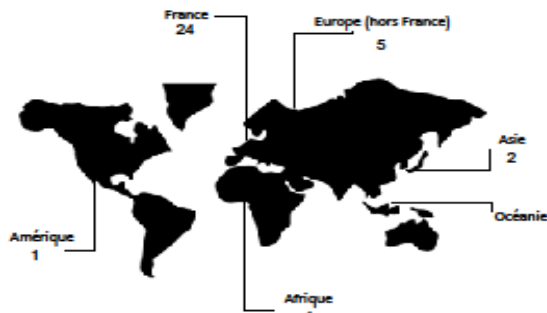 France
24
Europe (hors France)
5
Asie
2
Océanie
Amérique
1
Afrique